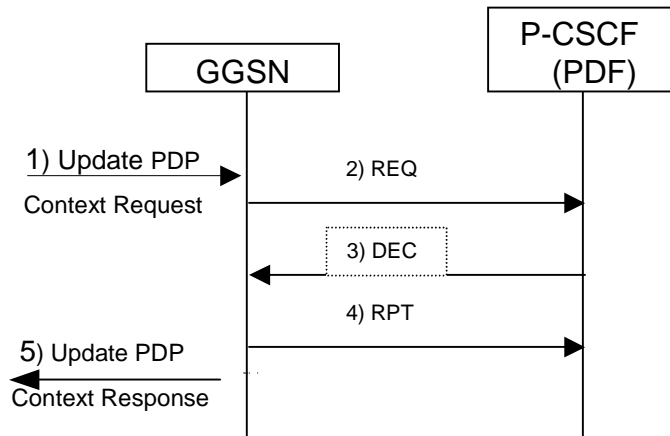 P-CSCF
(PDF)
GGSN
1) Update PDP
Context Request
2) REQ
3) DEC
4) RPT
5) Update PDP
Context Response